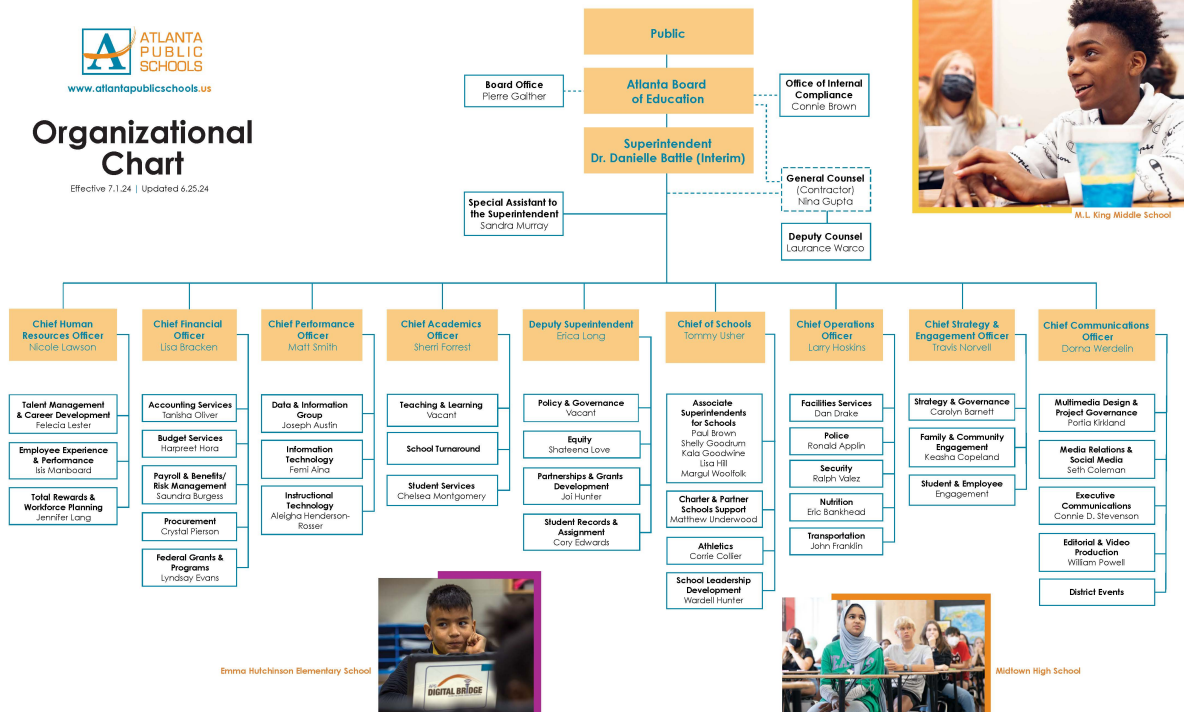 ATLANTA
PUBLIC
SCHOOLS
www.atlantapublicschools.us
Organizational
Chart
Effective 7.1.24 | Updated 6.25.24
Public
Atlanta Board
of Education
Board Office
Pierre Gaither
Office of Internal
Compliance
Connie Brown
Superintendent
Dr. Danielle Battle (Interim)
General Counsel
(Contractor)
Nina Gupta
Special Assistant to
the Superintendent
Sandra Murray
Deputy Counsel
Laurance Warco
M.L. King Middle School
Chief Human
Resources Officer
Nicole Lawson
Talent Management
& Career Development
Felecia Lester
Employee Experience
& Performance
Isis Manboard
Total Rewards &
Workforce Planning
Jennifer Lang
Chief Financial
Officer
Lisa Bracken
Accounting Services
Tanisha Oliver
Budget Services
Harpreet Hora
Payroll & Benefits/
Risk Management
Saundra Burgess
Procurement
Crystal Pierson
Federal Grants &
Programs
Lyndsay Evans
Chief Performance
Officer
Matt Smith
Data & Information
Group
Joseph Austin
Information
Technology
Femi Aina
Instructional
Technology
Aleigha Henderson-
Rosser
Chief Academics
Officer
Sherri Forrest
Teaching & Learning
Vacant
School Turnaround
Student Services
Chelsea Montgomery
Deputy Superintendent
Erica Long
Policy & Governance
Vacant
Equity
Shateena Love
Partnerships & Grants
Development
Joi Hunter
Student Records &
Assignment
Cory Edwards
Chief of Schools
Tommy Usher
Associate
Superintendents
for Schools
Paul Brown
Shelly Goodrum
Kala Goodwine
Lisa Hill
Margul Woolfolk
Charter & Partner
Schools Support
Matthew Underwood
Athletics
Corrie Collier
School Leadership
Development
Wardell Hunter
Chief Operations
Officer
Larry Hoskins
Facilities Services
Dan Drake
Police
Ronald Applin
Security
Ralph Valez
Nutrition
Eric Bankhead
Transportation
John Franklin
Chief Strategy &
Engagement Officer
Travis Norvell
Strategy & Governance
Carolyn Barnett
Family & Community
Engagement
Keasha Copeland
Student & Employee
Engagement
Chief Communications
Officer
Dorna Werdelin
Multimedia Design &
Project Governance
Portia Kirkland
Media Relations &
Social Media
Seth Coleman
Executive
Communications
Connie D. Stevenson
Editorial & Video
Production
William Powell
District Events
Emma Hutchinson Elementary School
DIGITAL BRIDGE
Midtown High School